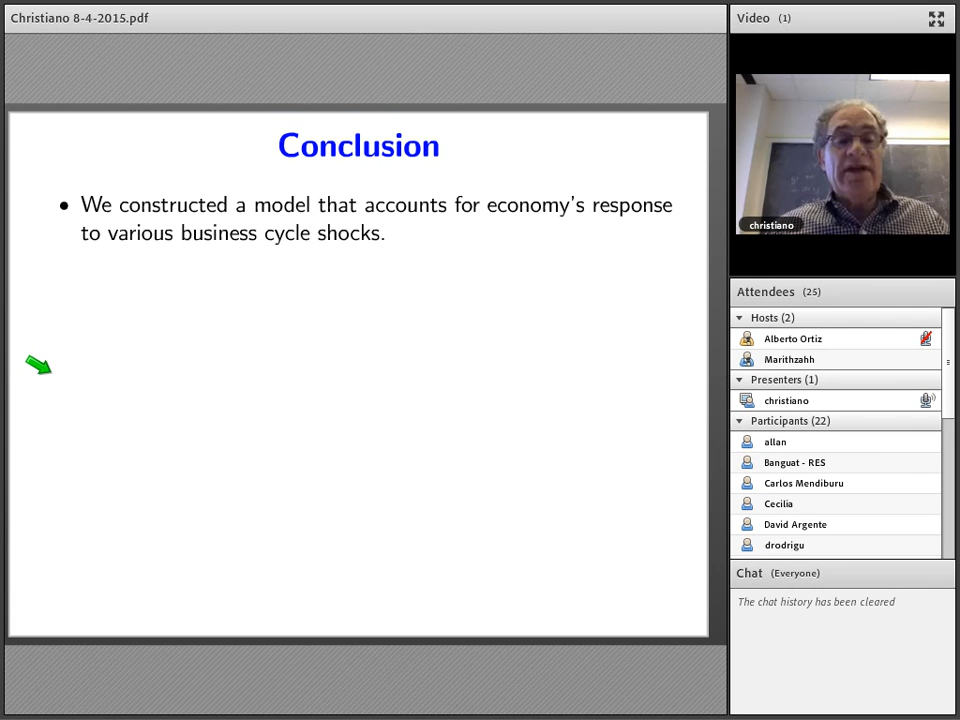 Christiano 8-4-2015.pdf
Conclusion
• We constructed a model that accounts for economy's response
to various business cycle shocks.
Video (1)
christiano
Attendees (25)
Hosts (2)
Alberto Ortiz
Marithzahh
Presenters (1)
christiano
Participants (22)
allan
Banguat - RES
Carlos Mendiburu
Cecilia
David Argente
drodrigu
Chat (Everyone)
The chat history has been cleared